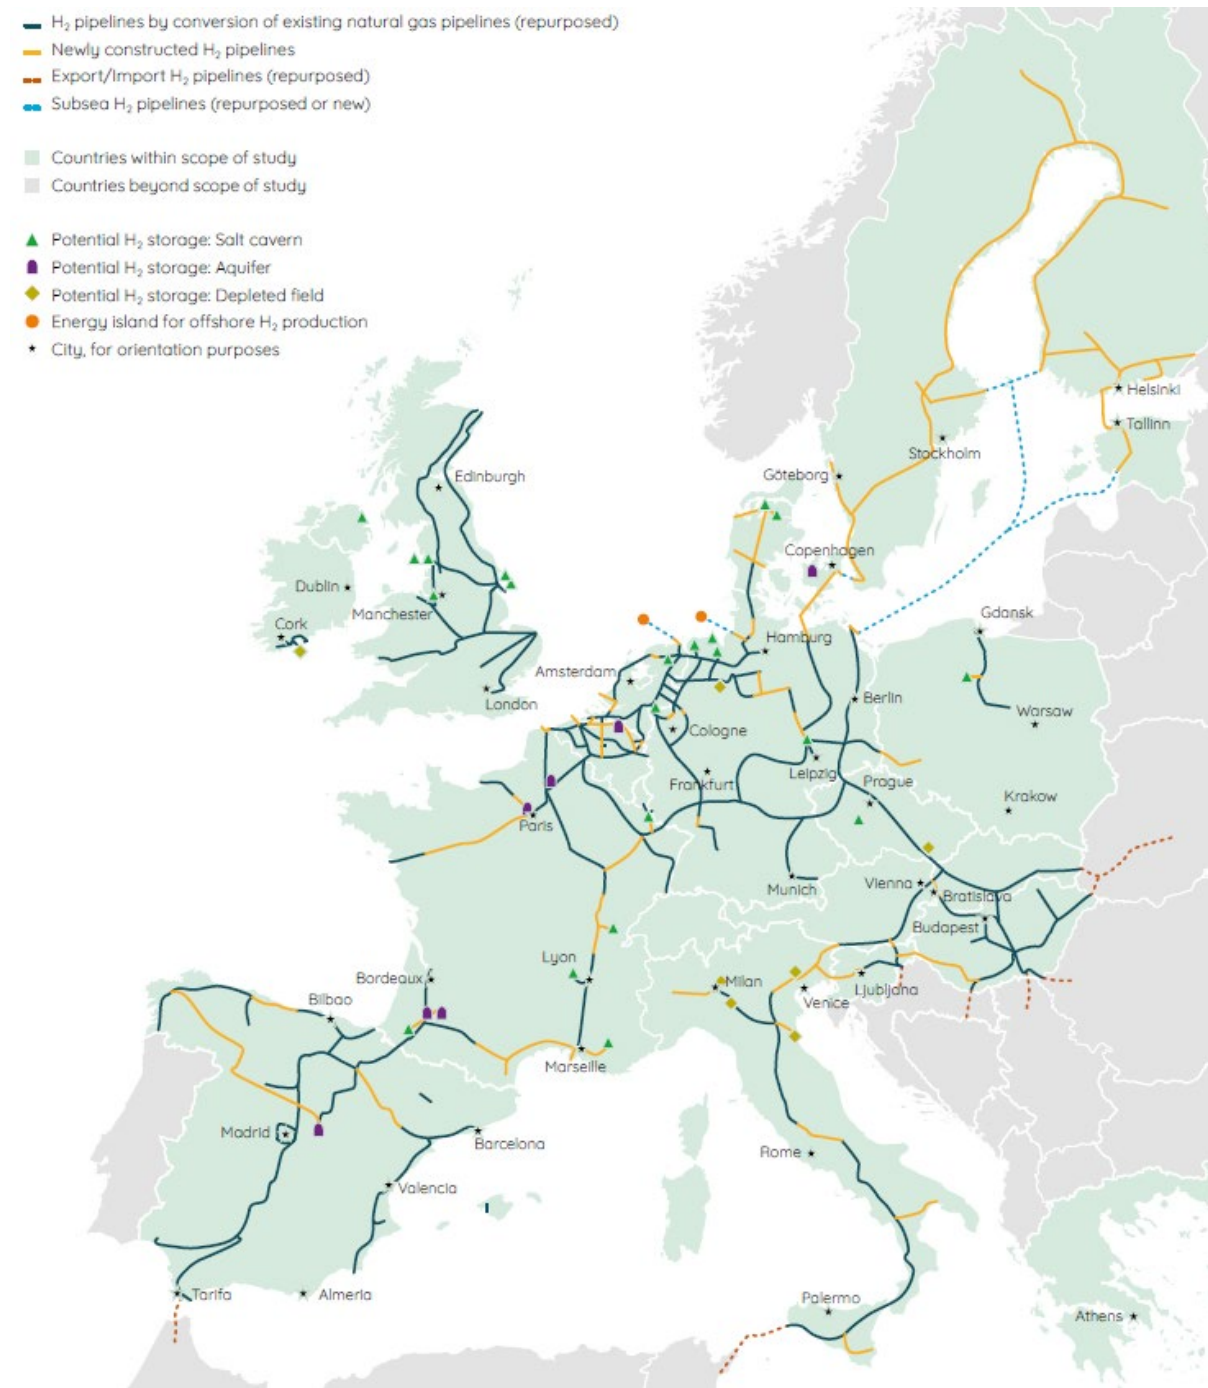 H₂ pipelines by conversion of existing natural gas pipelines (repurposed)
Newly constructed H₂ pipelines
Export/Import H₂ pipelines (repurposed)
Subsea H₂ pipelines (repurposed or new)
Countries within scope of study
Countries beyond scope of study
Potential H₂ storage: Salt cavern
Potential H₂ storage: Aquifer
Potential H₂ storage: Depleted field
Energy island for offshore H₂ production
City, for orientation purposes
Helsinki
Tallinn
Stockholm
Edinburgh
Göteborg
Copenhagen
Dublin
Manchester
Cork
Gdansk
Hamburg
Amsterdam
London
Berlin
Warsaw
Cologne
Leipzig
Frankfurt
Prague
Krakow
Paris
Munich
Vienna
Bratislava
Budapest
Lyon
Bordeaux
Milan
Ljubljana
Venice
Bilbao
Marseille
Madrid
Barcelona
Rome
Valencia
Tarifa
Almeria
Palermo
Athens